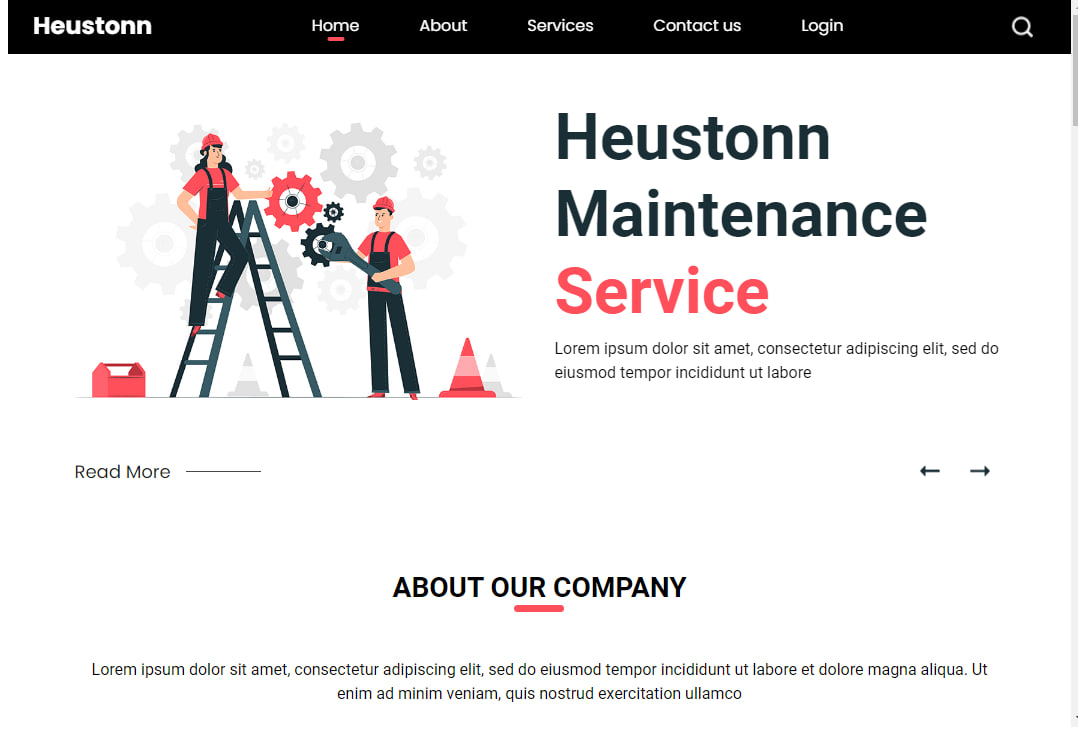 Heustonn
Home About Services Contact us Login
Heustonn
Maintenance
Service
Lorem ipsum dolor sit amet, consectetur adipiscing elit, sed do
eiusmod tempor incididunt ut labore
Read More
ABOUT OUR COMPANY
Lorem ipsum dolor sit amet, consectetur adipiscing elit, sed do eiusmod tempor incididunt ut labore et dolore magna aliqua. Ut
enim ad minim veniam, quis nostrud exercitation ullamco